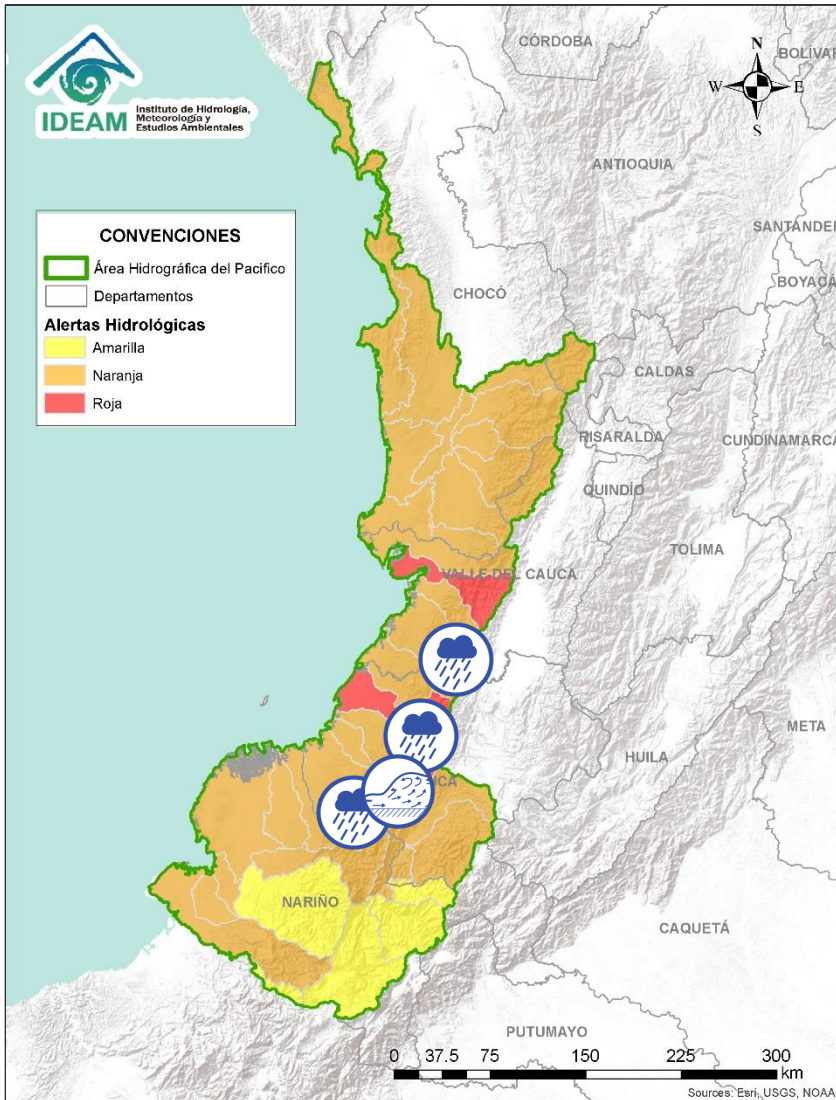 IDEAM
Instituto de Hidrología,
Meteorología y
Estudios Ambientales
CÓRDOBA
BOLÍVAR
N
W
E
S
ANTIOQUIA
SANTANDER
BOYACÁ
CONVENCIONES
Área Hidrográfica del Pacifico
Departamentos
Alertas Hidrológicas
Amarilla
Naranja
Roja
CHOCÓ
CALDAS
RISARALDA
CUNDINAMARCA
QUINDÍO
TOLIMA
VALLE DEL CAUCA
META
HUILA
UCA
NARIÑO
CAQUETÁ
PUTUMAYO
0 37.5 75 150 225 300
km
Sources: Esri, USGS, NOAA